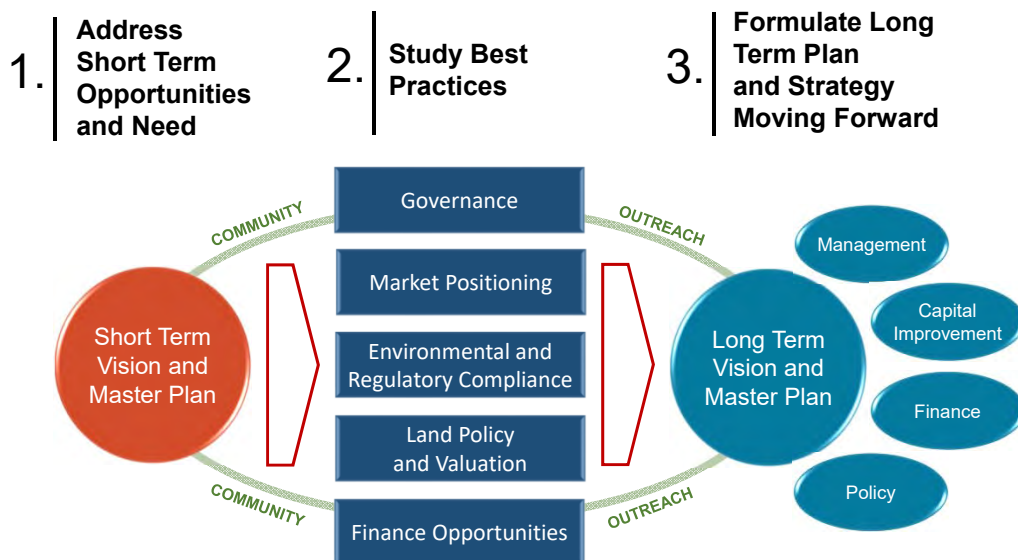 1.
Address
Short Term
Opportunities
and Need
2.
Study Best
Practices
3.
Formulate Long
Term Plan
and Strategy
Moving Forward
COMMUNITY
Governance
OUTREACH
Management
Market Positioning
Capital
Improvement
Short Term
Vision and
Master Plan
Environmental and
Regulatory Compliance
Long Term
Vision and
Master Plan
Finance
Land Policy
and Valuation
Policy
COMMUNITY
Finance Opportunities
OUTREACH